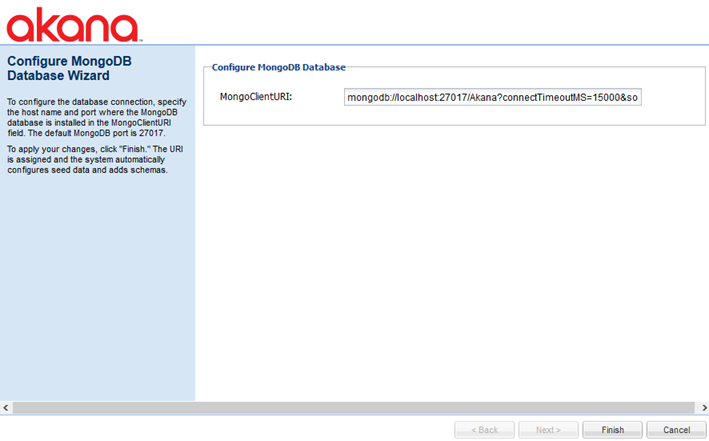 akana
Configure MongoDB
Database Wizard
To configure the database connection, specify
the host name and port where the MongoDB
database is installed in the MongoClientURI
field. The default MongoDB port is 27017.
To apply your changes, click "Finish." The URI
is assigned and the system automatically
configures seed data and adds schemas.
Configure MongoDB Database
MongoClientURI: mongodb://localhost:27017/Akana?connectTimeoutMS=15000&so
< Back Next > Finish Cancel